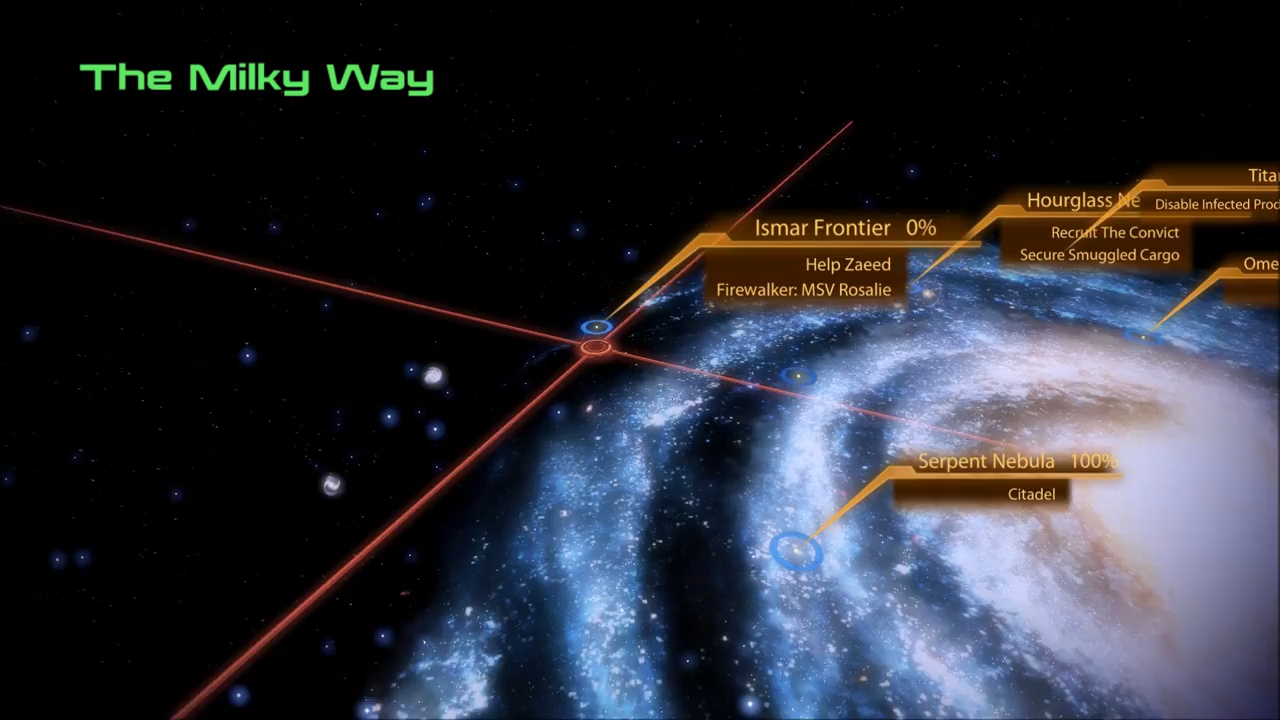 The Milky Way
Disable Infected
Hourglass
Recruit The Convict
Secure Smuggled Cargo
Ismar Frontier 0%
Help Zaeed
Firewalker: MSV Rosalie
Serpent Nebula 100%
Citadel